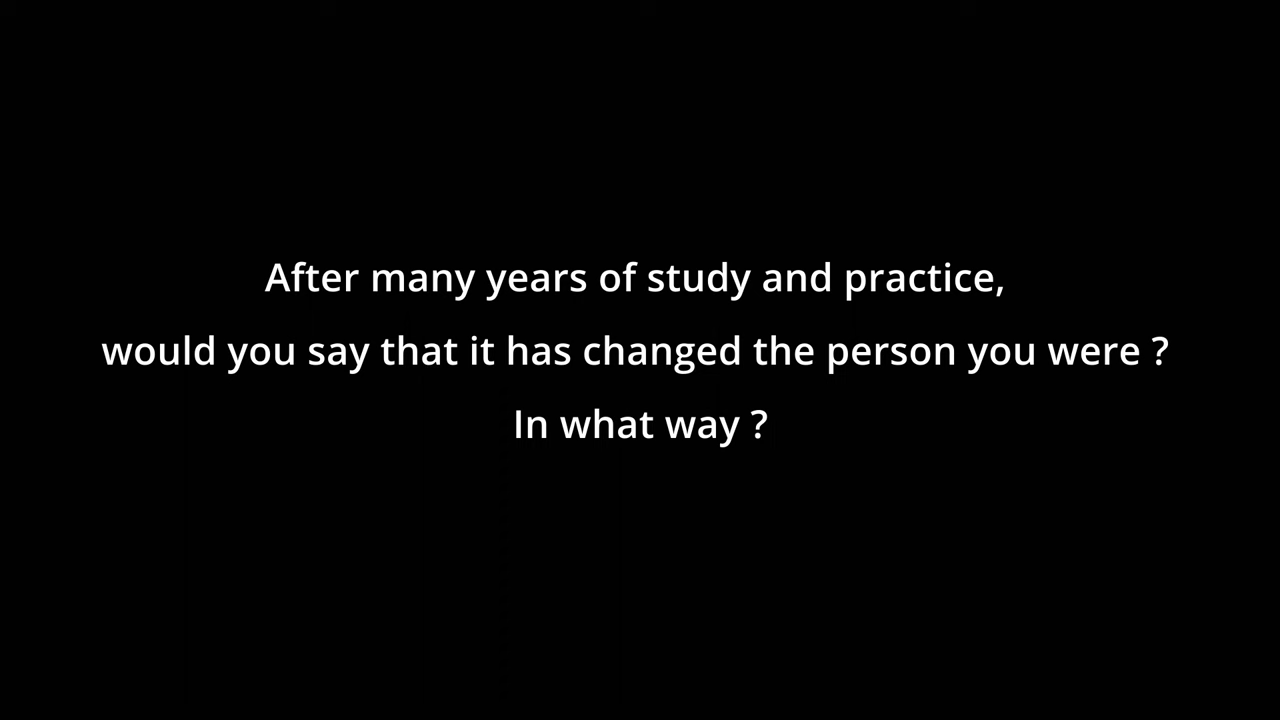 After many years of study and practice,
would you say that it has changed the person you were ?
In what way ?